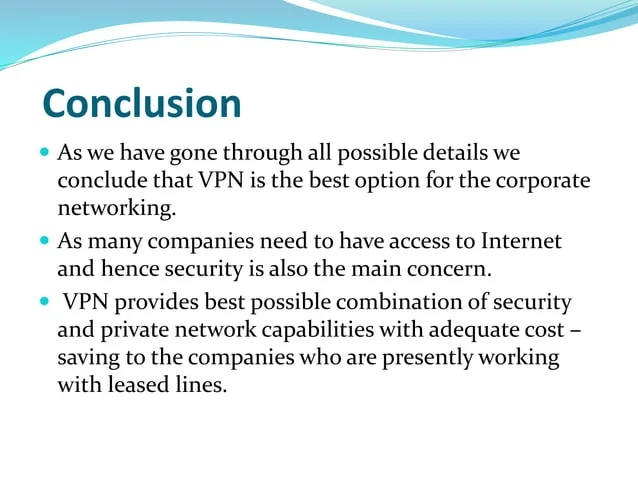 Conclusion
• As we have gone through all possible details we
conclude that VPN is the best option for the corporate
networking.
• As many companies need to have access to Internet
and hence security is also the main concern.
• VPN provides best possible combination of security
and private network capabilities with adequate cost –
saving to the companies who are presently working
with leased lines.